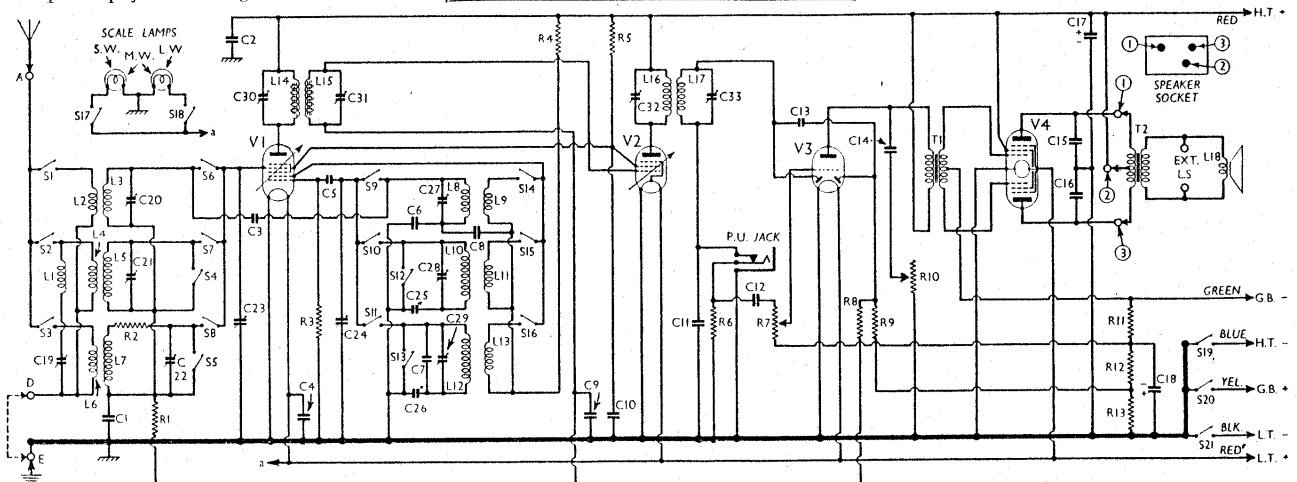 A
SCALE LAMPS
S.W.
M.W.
L.W.
S17
S18
a
C2
C30
L14
L15
C31
V1
R4
R5
L16
L17
C32
C33
V2
C13
C14
V3
T1
V4
C17
+
-
C15
C16
1
2
3
T2
EXT. L.S
L18
SPEAKER SOCKET
1
3
2
RED
H.T. +
S1
L2
L3
C20
S6
S2
L4
L1
L5
C21
S7
S4
S3
C19
R2
S8
L7
C 22
S5
D
L6
C1
R1
E
C3
C23
R3
C4
C5
C24
S9
C27
L8
L9
S14
C6
C8
S10
S12
C28
L10
L11
S15
C25
S11
C29
S16
S13
C7
L12
L13
C26
C9
C10
P.U. JACK
C12
C11
R6
R7
R8
R9
R10
GREEN
G.B. -
R11
BLUE
H.T. -
S19
R12
-
C18
+
YEL.
G.B. +
S20
R13
BLK.
L.T. -
S21
RED
L.T. +
a